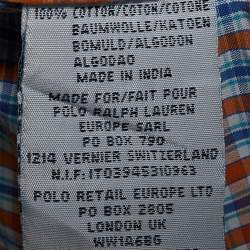 100% COTTON/COTON/COTONE
BAUMWOLLE/KATOEN
BOMULD/ALGODON
ALGODAO
MADE IN INDIA
MADE FOR/FAIT POUR
POLO RALPH LAUREN
EUROPE SARL
PO BOX 790
1214 VERNIER SWITZERLAND
N.I.F: IT03945310963
POLO RETAIL EUROPE LTD
PO BOX 2805
LONDON UK
WW1A6BG